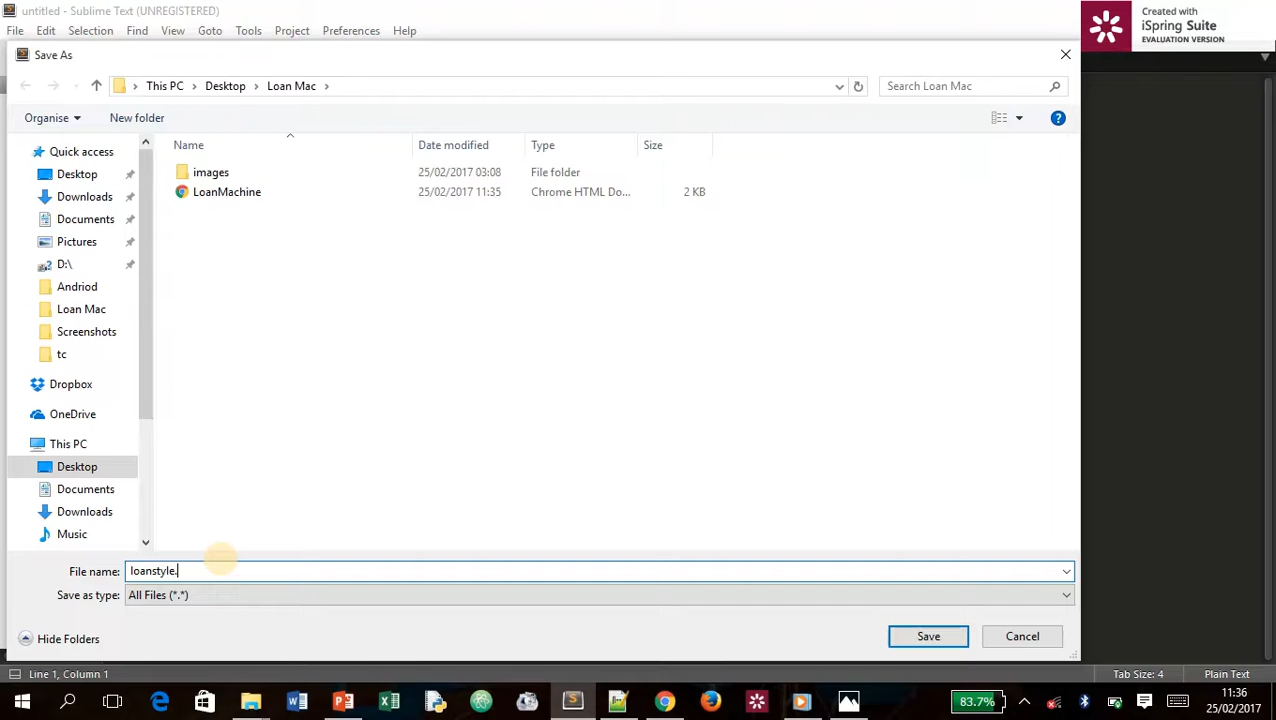 untitled - Sublime Text (UNREGISTERED)
File Edit Selection Find View Goto Tools Project Preferences Help
Created with
iSpring Suite
EVALUATION VERSION
Save As
This PC Desktop Loan Mac
Search Loan Mac
Organise New folder
Name Date modified Type Size
images 25/02/2017 03:08 File folder
LoanMachine 25/02/2017 11:35 Chrome HTML Do... 2 KB
Quick access
Desktop
Downloads
Documents
Pictures
D:\
Andriod
Loan Mac
Screenshots
tc
Dropbox
OneDrive
This PC
Desktop
Documents
Downloads
Music
File name: loanstyle.
Save as type: All Files (*.*)
Hide Folders
Save Cancel
Line 1, Column 1
Tab Size: 4 Plain Text
83.7%
11:36
25/02/2017